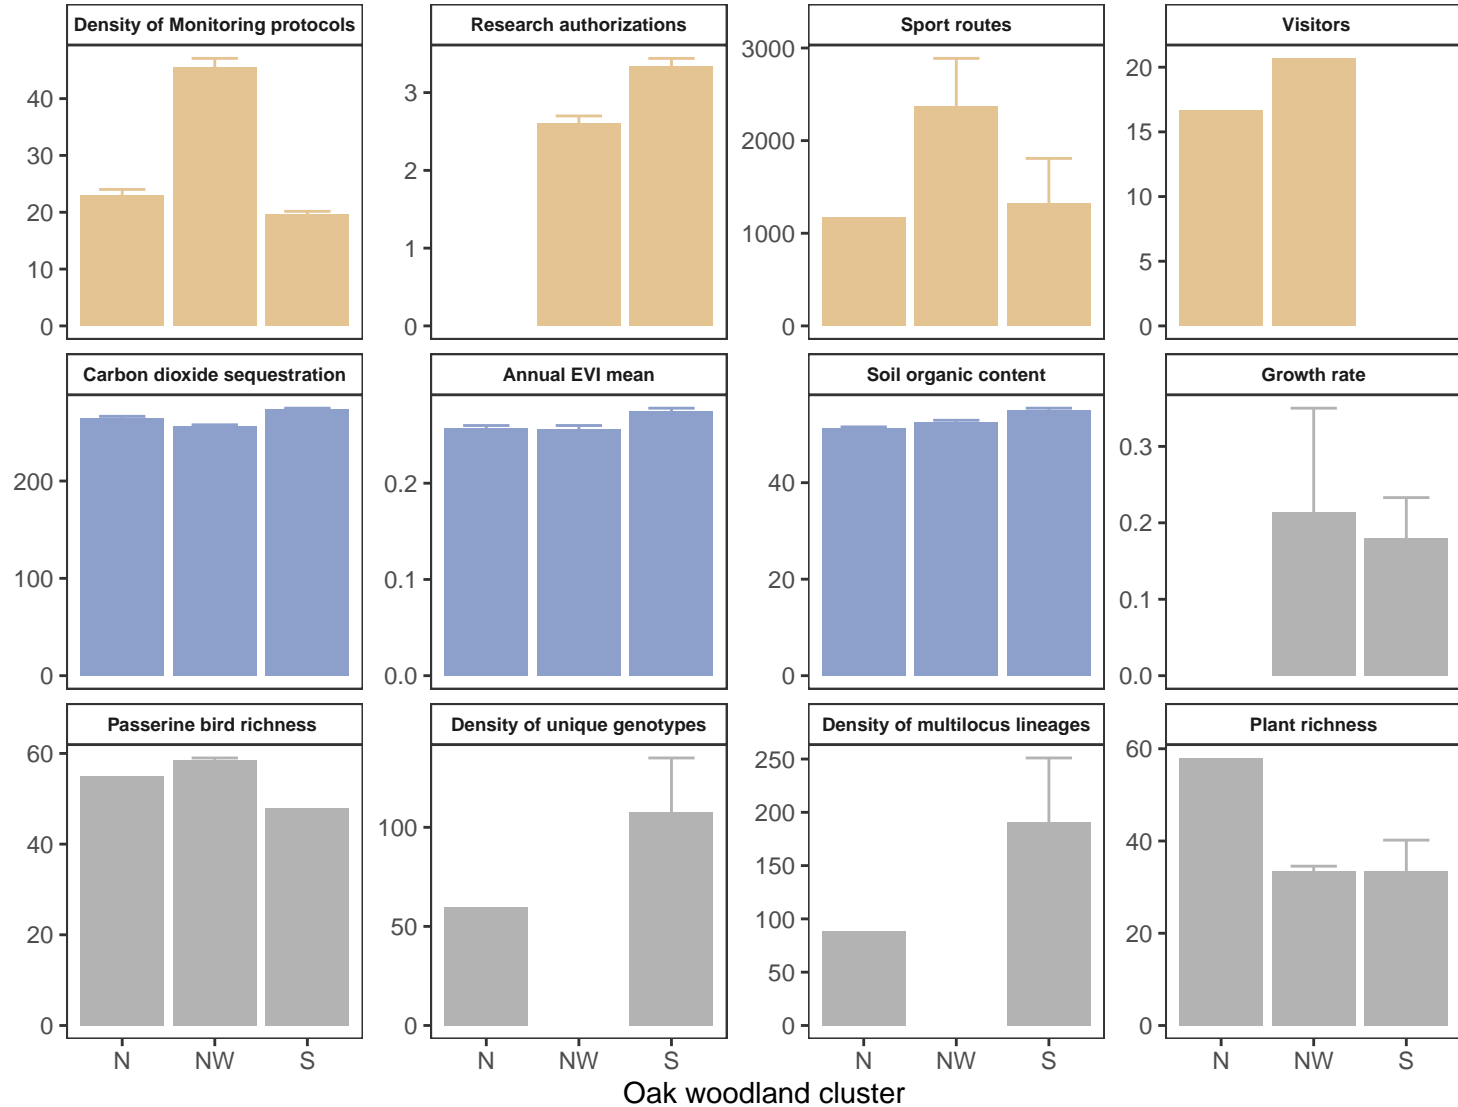 Density of Monitoring protocols
Research authorizations
Sport routes
Visitors
40
30
20
10
0
3
2
1
0
3000
2000
1000
0
20
15
10
5
0
Carbon dioxide sequestration
Annual EVI mean
Soil organic content
Growth rate
200
100
0
0.2
0.1
0.0
40
20
0
0.3
0.2
0.1
0.0
Passerine bird richness
Density of unique genotypes
Density of multilocus lineages
Plant richness
60
40
20
0
100
50
0
250
200
150
100
50
0
60
40
20
0
N NW S
N NW S
N NW S
N NW S
Oak woodland cluster